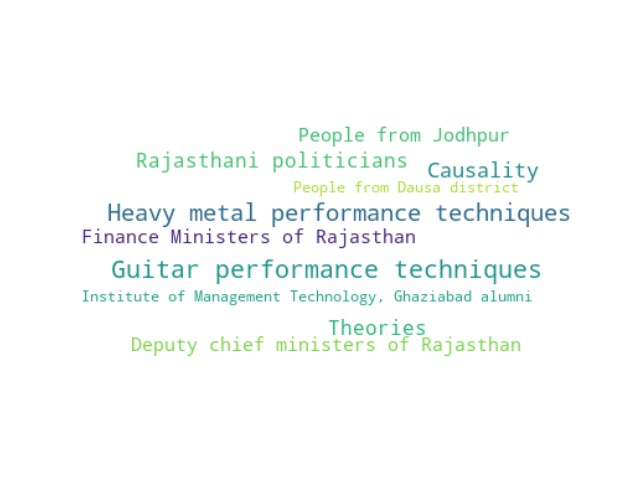 People from Jodhpur
Rajasthani politicians
Causality
People from Dausa district
Heavy metal performance techniques
Finance Ministers of Rajasthan
Guitar performance techniques
Institute of Management Technology, Ghaziabad alumni
Theories
Deputy chief ministers of Rajasthan